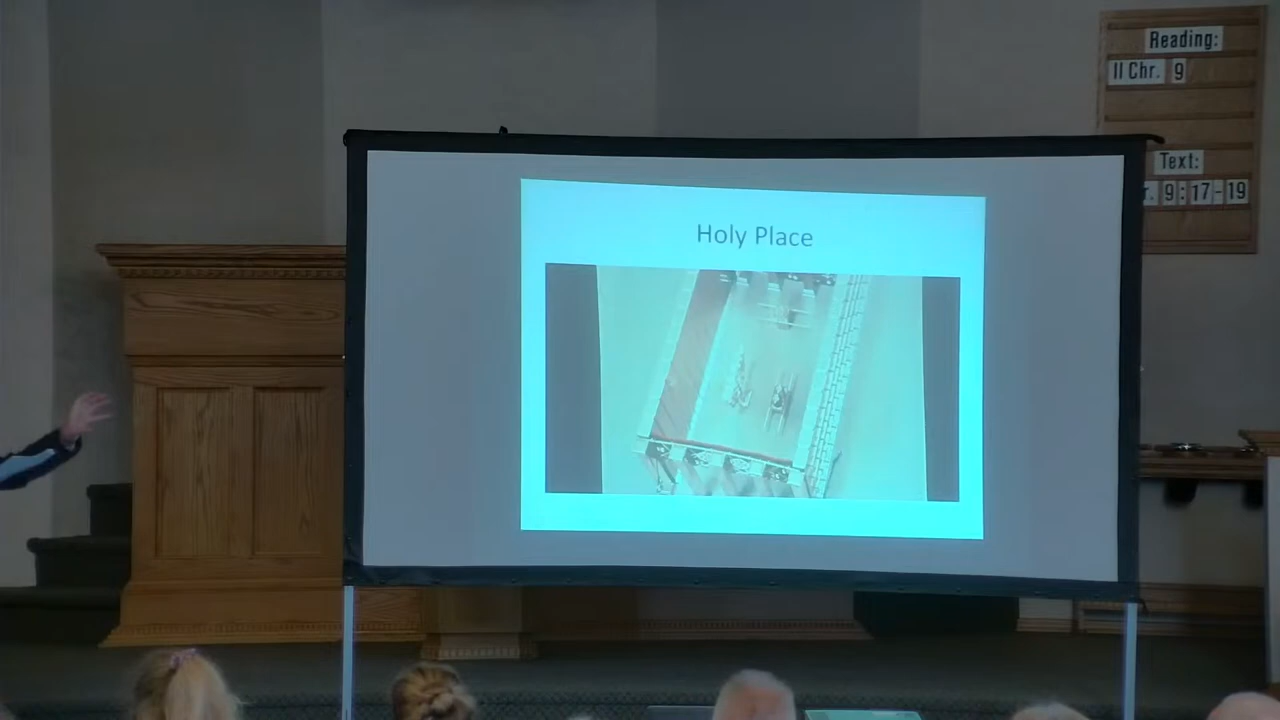 Reading:
II Chr. 9
Text:
r. 9:17-19
Holy Place